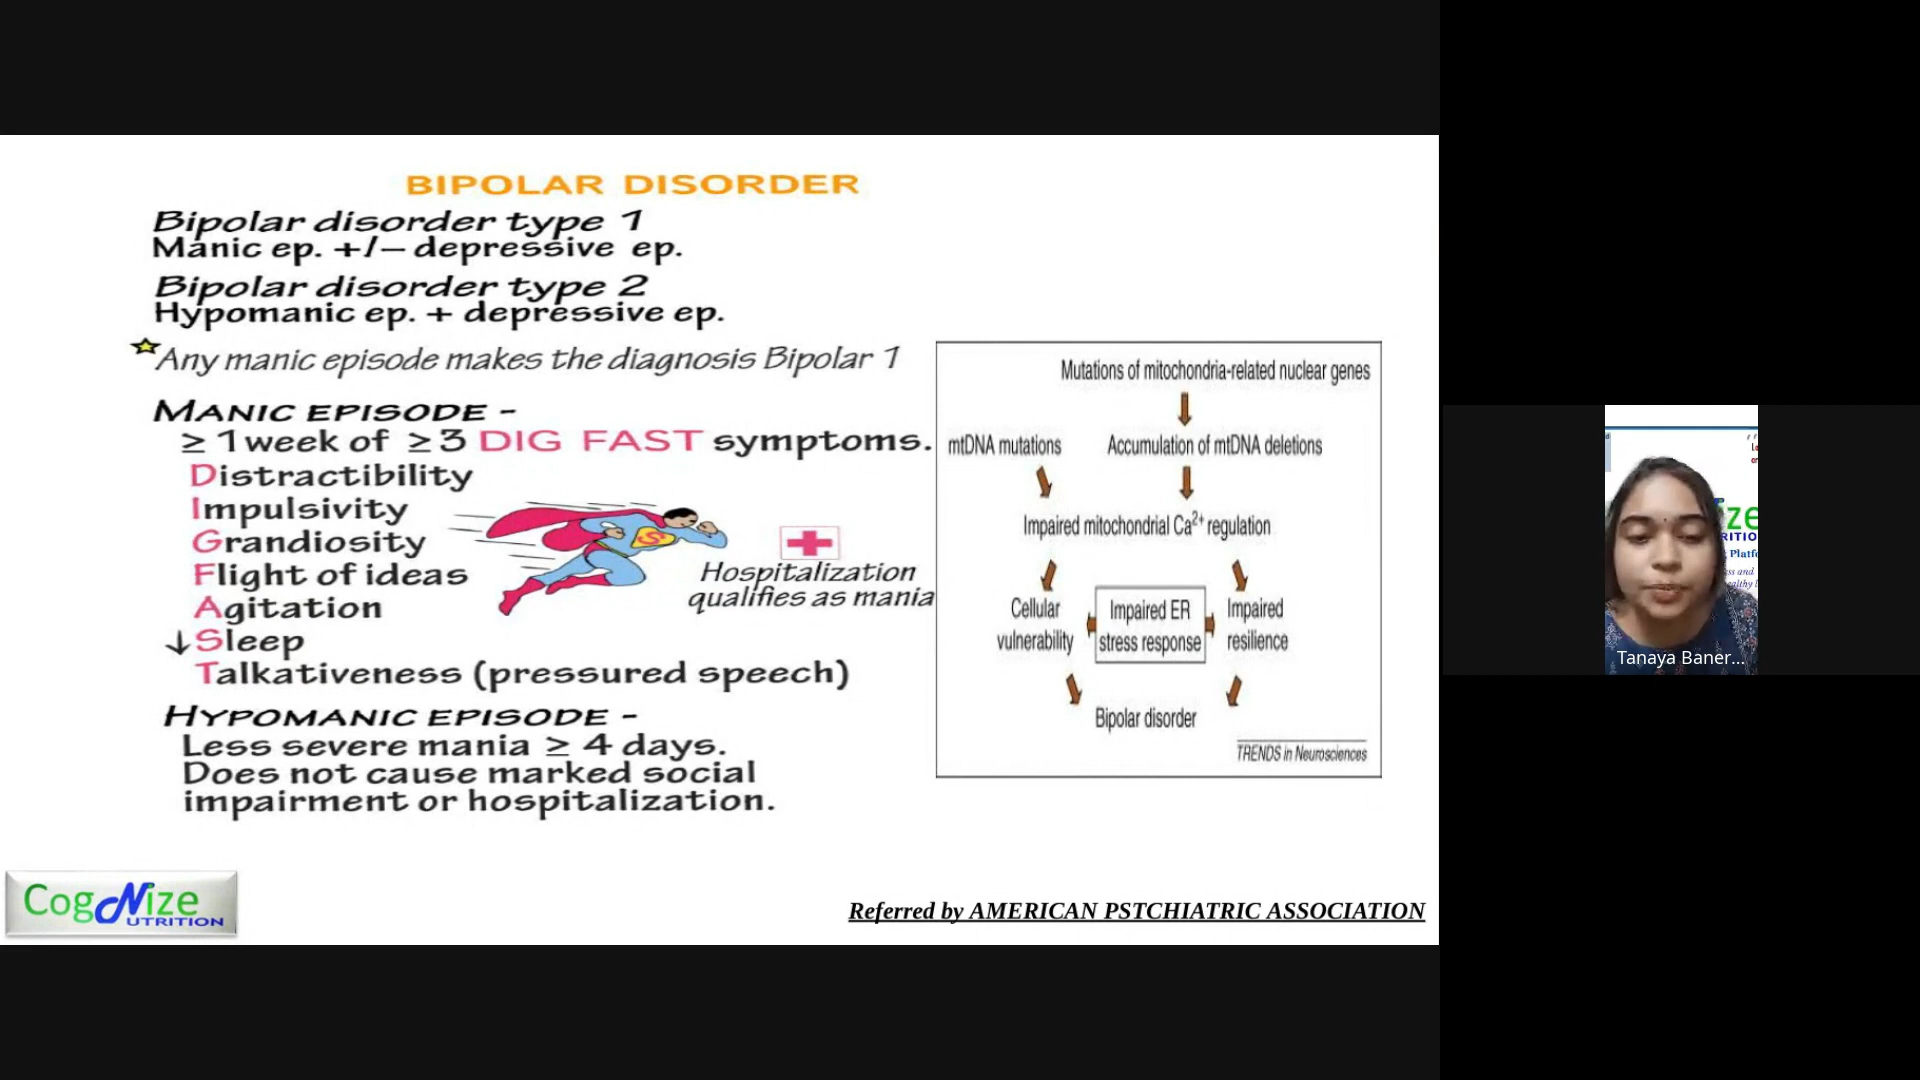 BIPOLAR DISORDER
Bipolar disorder type 1
Manic ep. +/− depressive ep.
Bipolar disorder type 2
Hypomanic ep. + depressive ep.
Any manic episode makes the diagnosis Bipolar 1
MANIC EPISODE -
≥ 1 week of ≥ 3 DIG FAST symptoms.
Distractibility
Impulsivity
Grandiosity
Flight of ideas
Agitation
↓ Sleep
Talkativeness (pressured speech)
S
Hospitalization
qualifies as mania
HYPOMANIC EPISODE -
Less severe mania ≥ 4 days.
Does not cause marked social
impairment or hospitalization.
Mutations of mitochondria-related nuclear genes
mtDNA mutations
Accumulation of mtDNA deletions
Impaired mitochondrial Ca²⁺ regulation
Cellular
vulnerability
Impaired ER
stress response
Impaired
resilience
Bipolar disorder
TRENDS in Neurosciences
CogNize
UTRITION
Referred by AMERICAN PSTCHIATRIC ASSOCIATION
ize
RITIO
Platfo
Tanaya Baner...